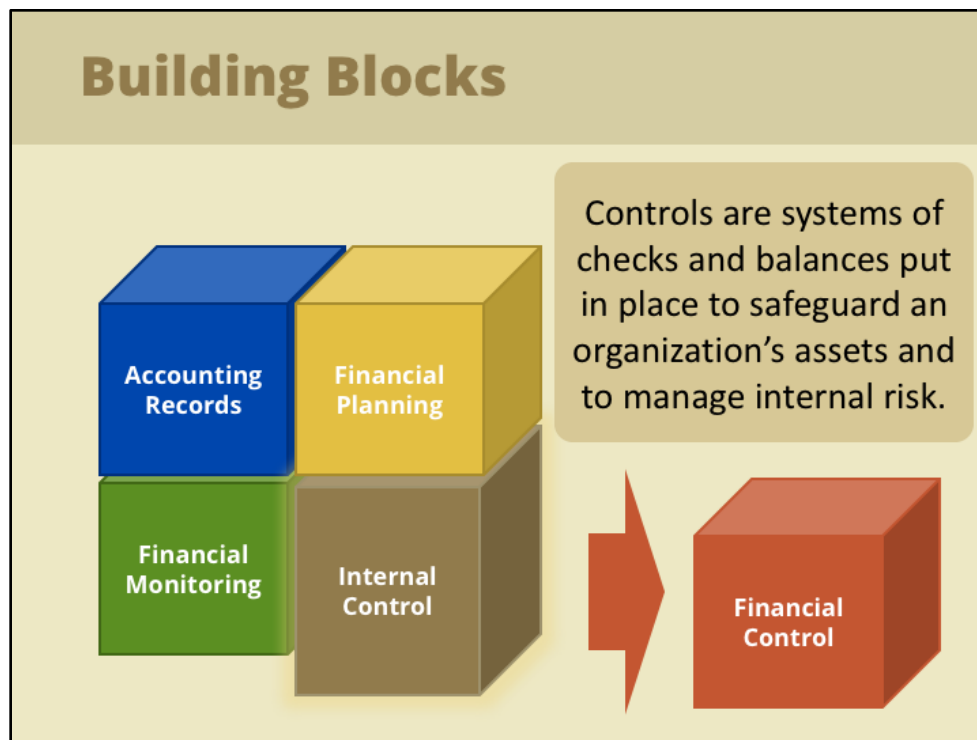 Building Blocks
Controls are systems of
checks and balances put
in place to safeguard an
organization’s assets and
to manage internal risk.
Accounting
Records
Financial
Planning
Financial
Monitoring
Internal
Control
Financial
Control